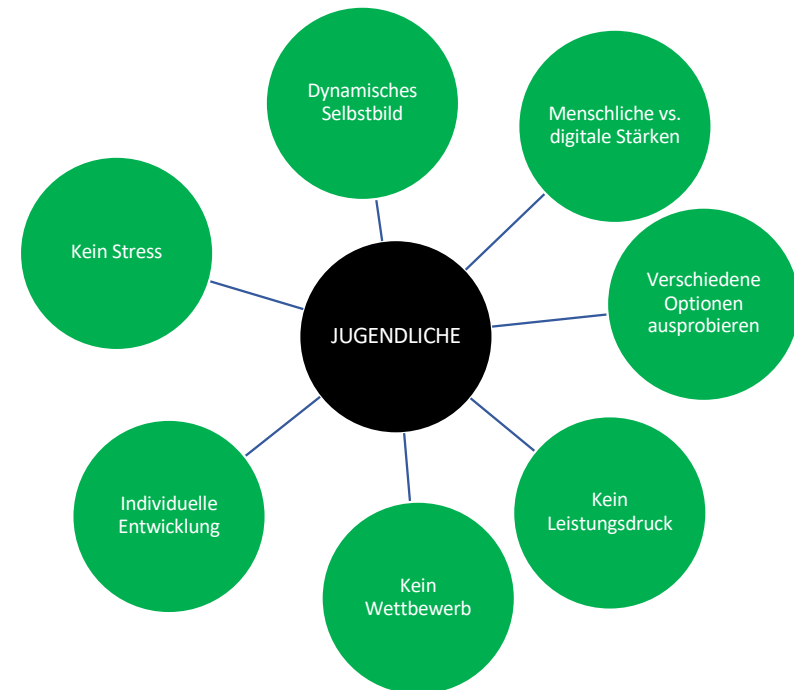 Dynamisches
Selbstbild
Menschliche vs.
digitale Stärken
Kein Stress
Verschiedene
Optionen
ausprobieren
JUGENDLICHE
Individuelle
Entwicklung
Kein
Leistungsdruck
Kein
Wettbewerb